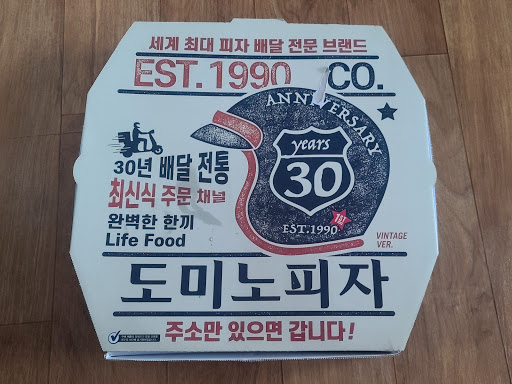 세계 최대 피자 배달 전문 브랜드
EST. 1990 CO.
ANNIVERSARY
years
30
EST.1990
1ST
30년 배달 전통
최신식 주문 채널
완벽한 한끼
Life Food
VINTAGE
VER.
도미노피자
주소만 있으면 갑니다!